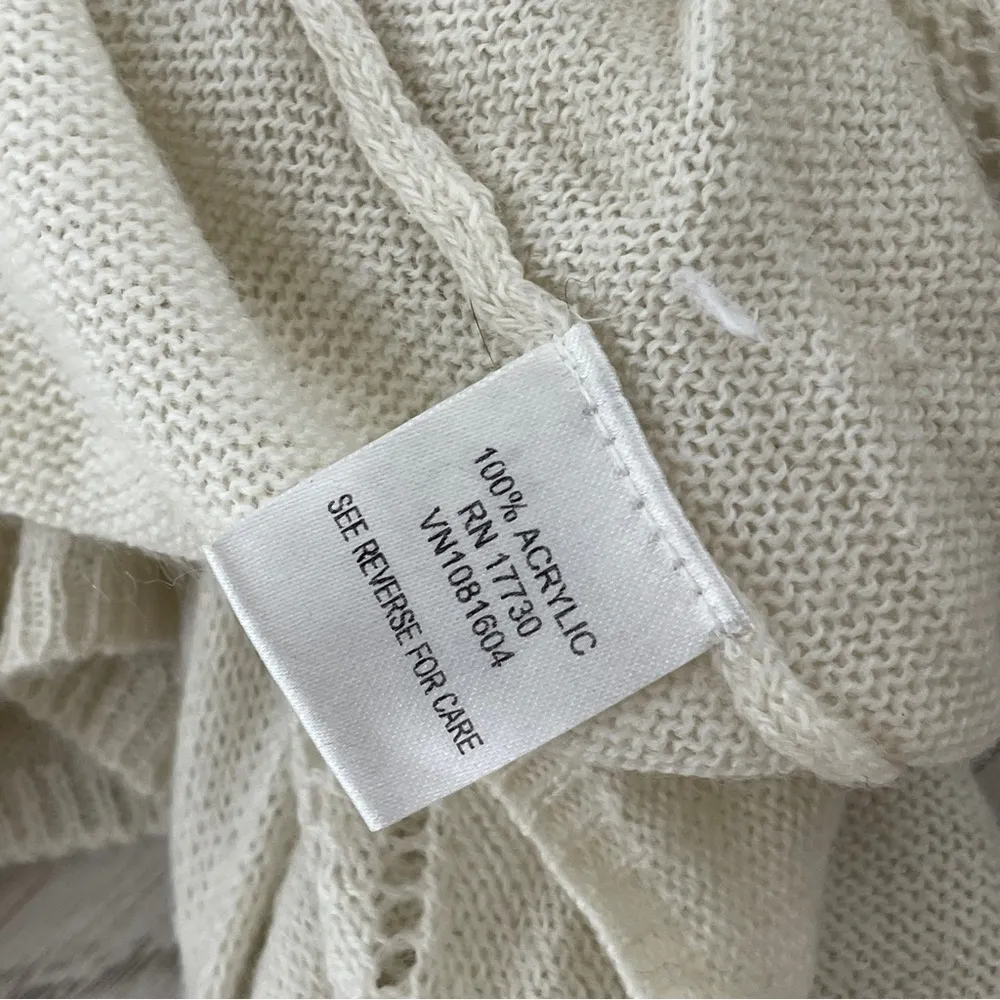 100% ACRYLIC
RN 17730
VN1081604
SEE REVERSE FOR CARE